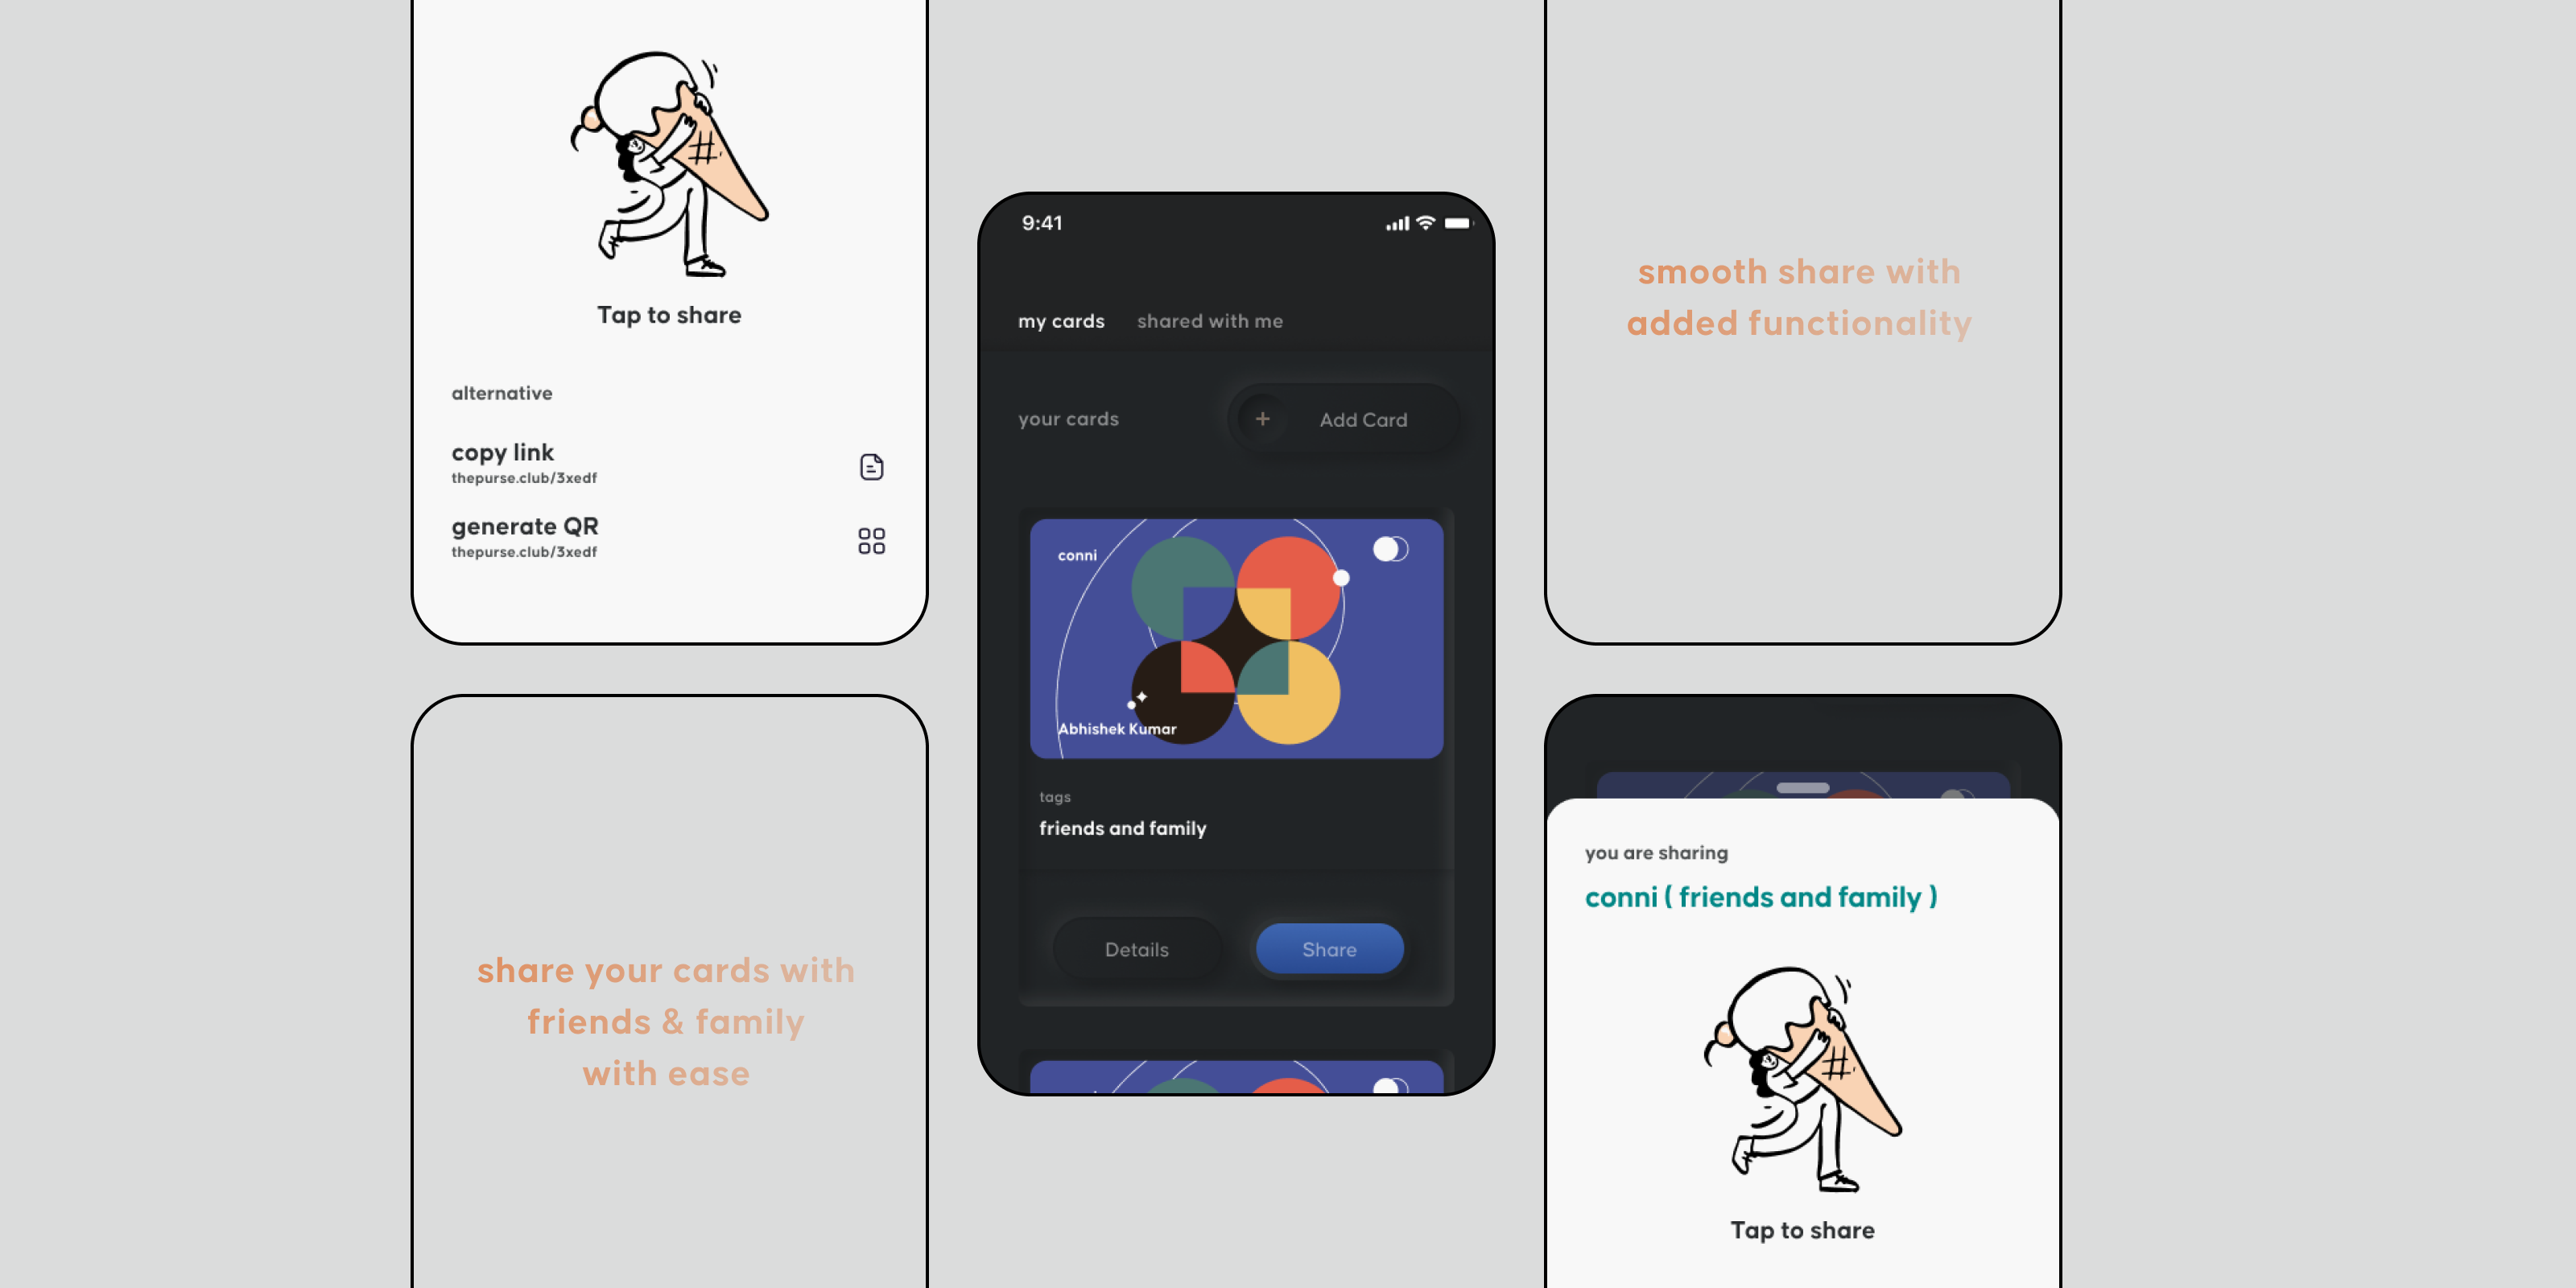 Tap to share
alternative
copy link
thepurse.club/3xedf
generate QR
thepurse.club/3xedf
share your cards with
friends & family
with ease
9:41
my cards shared with me
your cards
+ Add Card
conni
Abhishek Kumar
tags
friends and family
Details
Share
smooth share with
added functionality
you are sharing
conni ( friends and family )
Tap to share